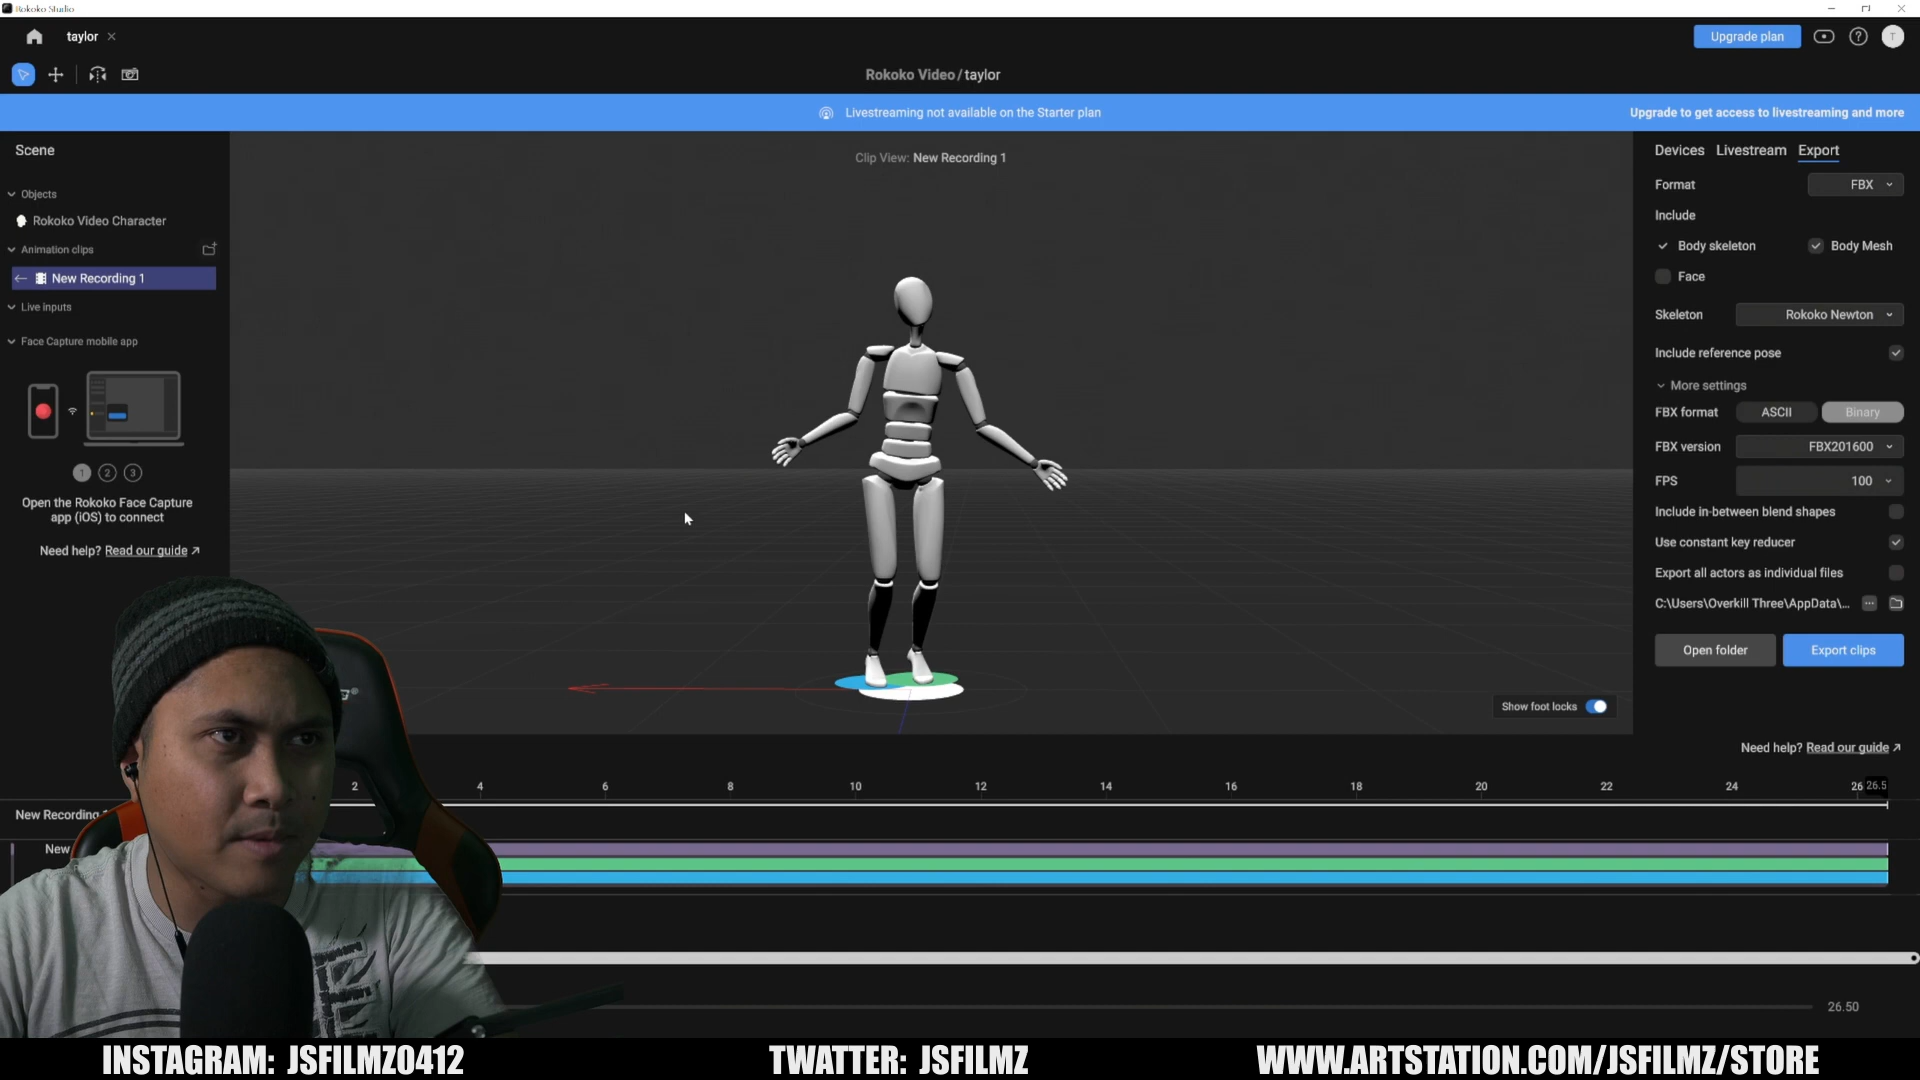 Rokoko Studio
taylor
Upgrade plan
?
T
Rokoko Video / taylor
Livestreaming not available on the Starter plan
Upgrade to get access to livestreaming and more
Scene
Objects
Rokoko Video Character
Animation clips
New Recording 1
Live inputs
Face Capture mobile app
1 2 3
Open the Rokoko Face Capture
app (iOS) to connect
Need help? Read our guide
Clip View: New Recording 1
Show foot locks
Devices Livestream Export
Format FBX
Include
Body skeleton Body Mesh
Face
Skeleton Rokoko Newton
Include reference pose
More settings
FBX format ASCII Binary
FBX version FBX201600
FPS 100
Include in-between blend shapes
Use constant key reducer
Export all actors as individual files
C:\Users\Overkill Three\AppData\...
Open folder Export clips
Need help? Read our guide
2 4 6 8 10 12 14 16 18 20 22 24 26 26.5
New Recording
New
26.50
INSTAGRAM: JSFILMZ0412
TWATTER: JSFILMZ
WWW.ARTSTATION.COM/JSFILMZ/STORE